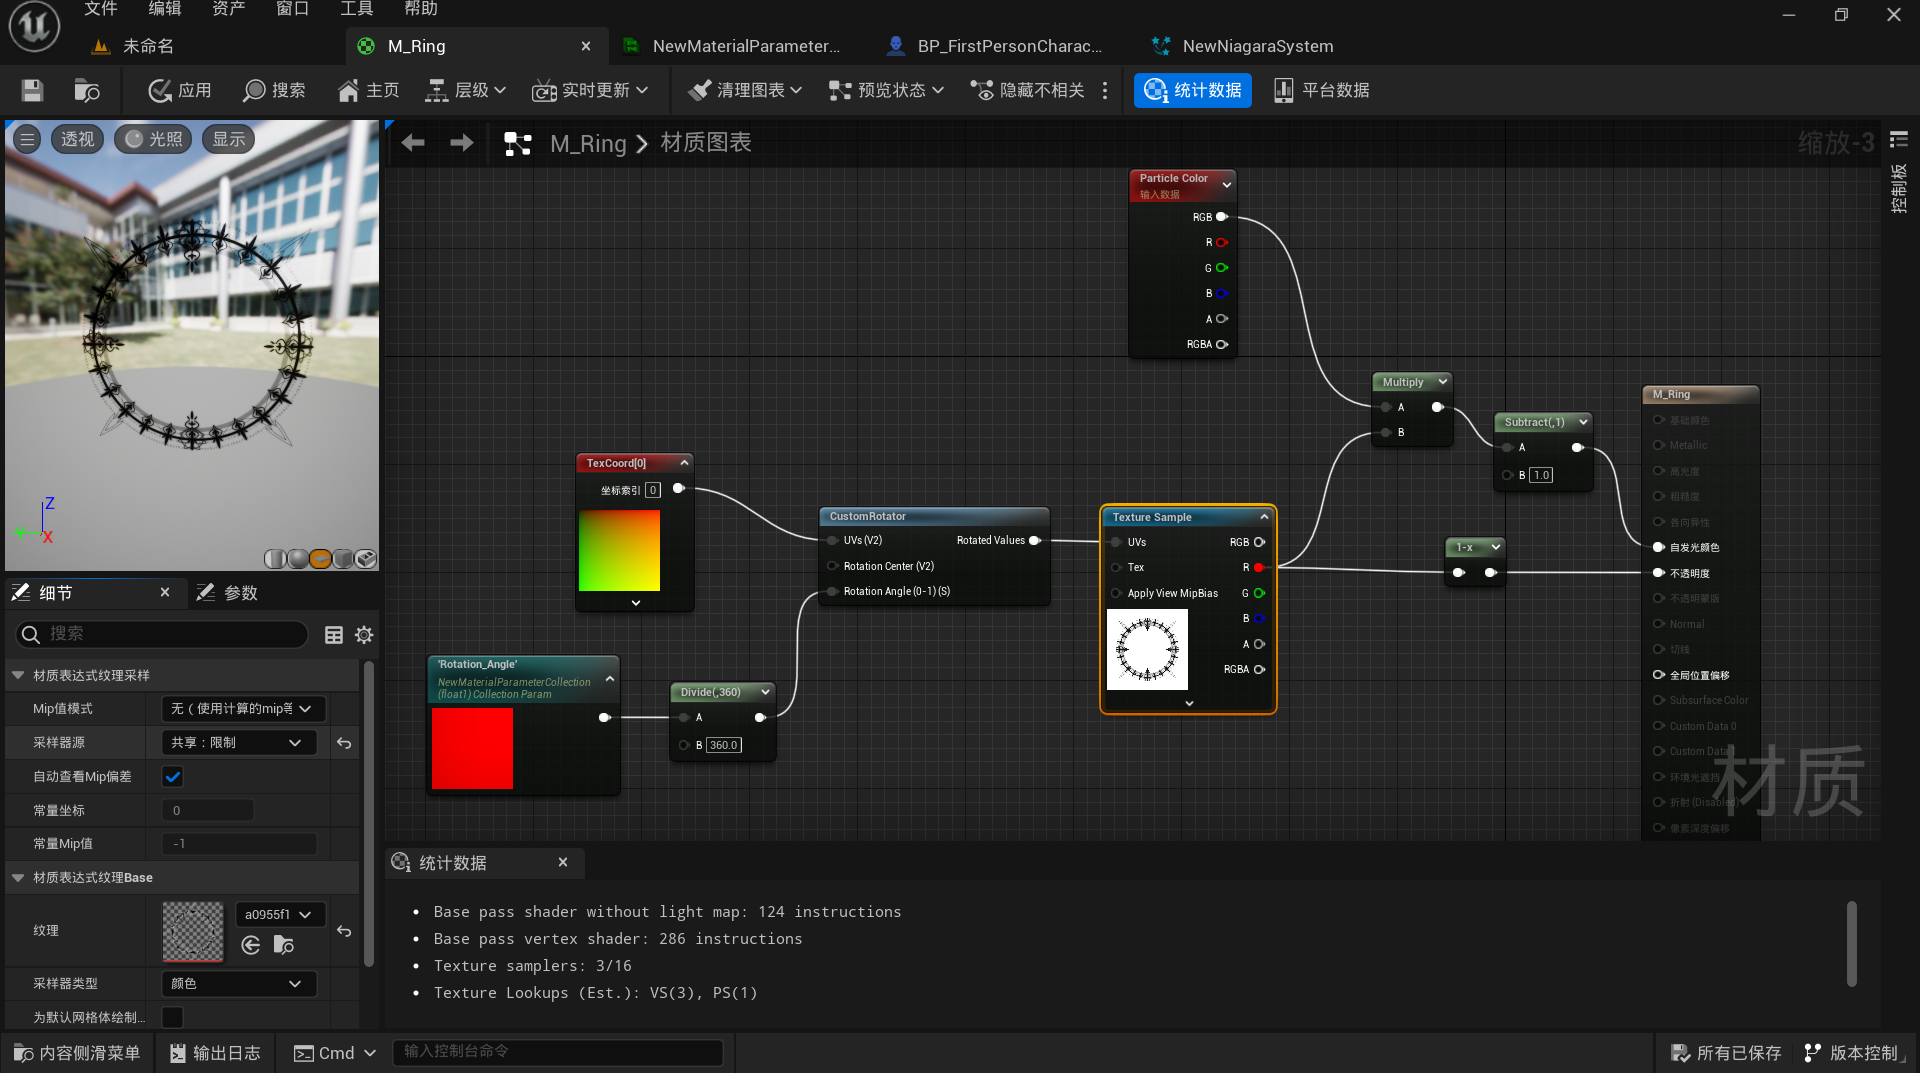 文件 编辑 资产 窗口 工具 帮助
未命名
M_Ring
NewMaterialParameter...
BP_FirstPersonCharac...
NewNiagaraSystem
应用 搜索 主页 层级 实时更新 清理图表 预览状态 隐藏不相关 统计数据 平台数据
透视 光照 显示
M_Ring 材质图表
缩放-3
控制板
Particle Color
输入数据
RGB
R
G
B
A
RGBA
Multiply
A
B
Subtract(,1)
A
B 1.0
M_Ring
基础颜色
Metallic
高光度
粗糙度
各向异性
自发光颜色
不透明度
不透明蒙版
Normal
切线
全局位置偏移
Subsurface Color
Custom Data 0
Custom Data
环境光遮挡
折射 (Disabled)
像素深度偏移
材质
TexCoord[0]
坐标索引 0
CustomRotator
UVs (V2) Rotated Values
Rotation Center (V2)
Rotation Angle (0-1) (S)
Texture Sample
UVs RGB
Tex R
Apply View MipBias G
B
A
RGBA
1-x
'Rotation_Angle'
NewMaterialParameterCollection
(float1) Collection Param
Divide(,360)
A
B 360.0
Z
Y
X
细节
参数
搜索
材质表达式纹理采样
Mip值模式 无（使用计算的mip等
采样器源 共享：限制
自动查看Mip偏差
常量坐标 0
常量Mip值 -1
材质表达式纹理Base
纹理 a0955f1
采样器类型 颜色
为默认网格体绘制...
统计数据
• Base pass shader without light map: 124 instructions
• Base pass vertex shader: 286 instructions
• Texture samplers: 3/16
• Texture Lookups (Est.): VS(3), PS(1)
内容侧滑菜单 输出日志 Cmd 输入控制台命令 所有已保存 版本控制